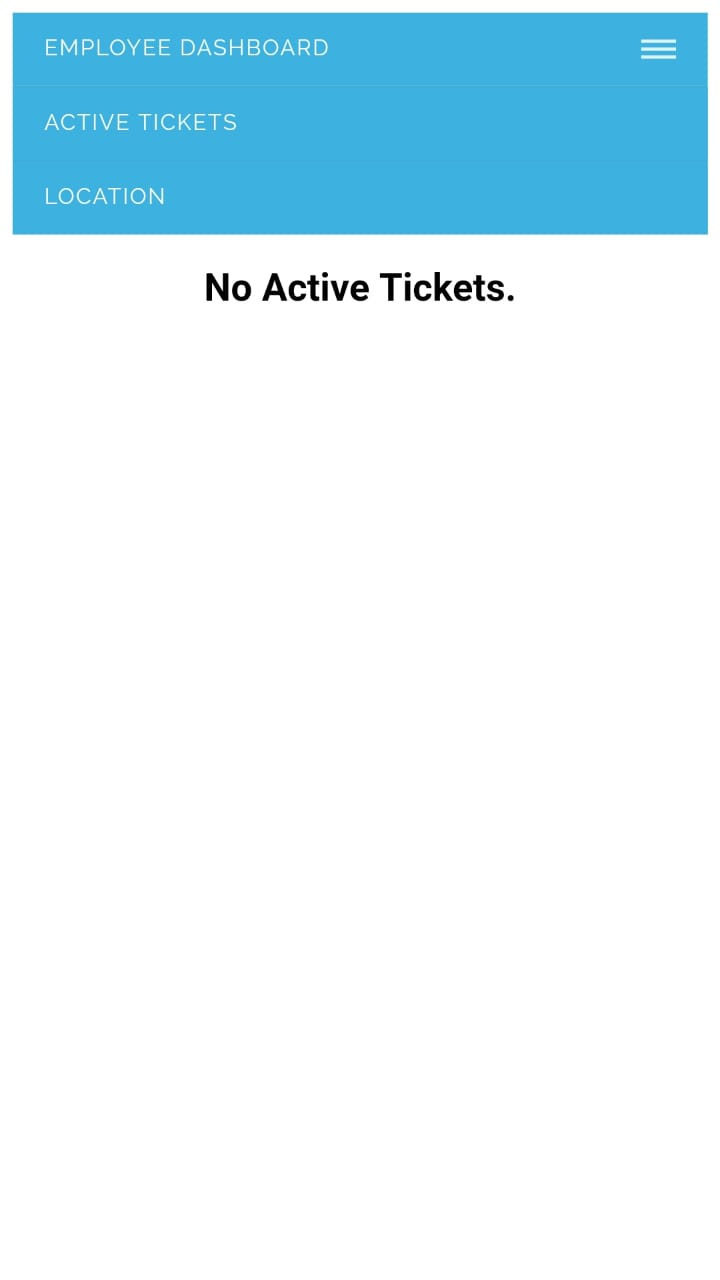 EMPLOYEE DASHBOARD
ACTIVE TICKETS
LOCATION
No Active Tickets.